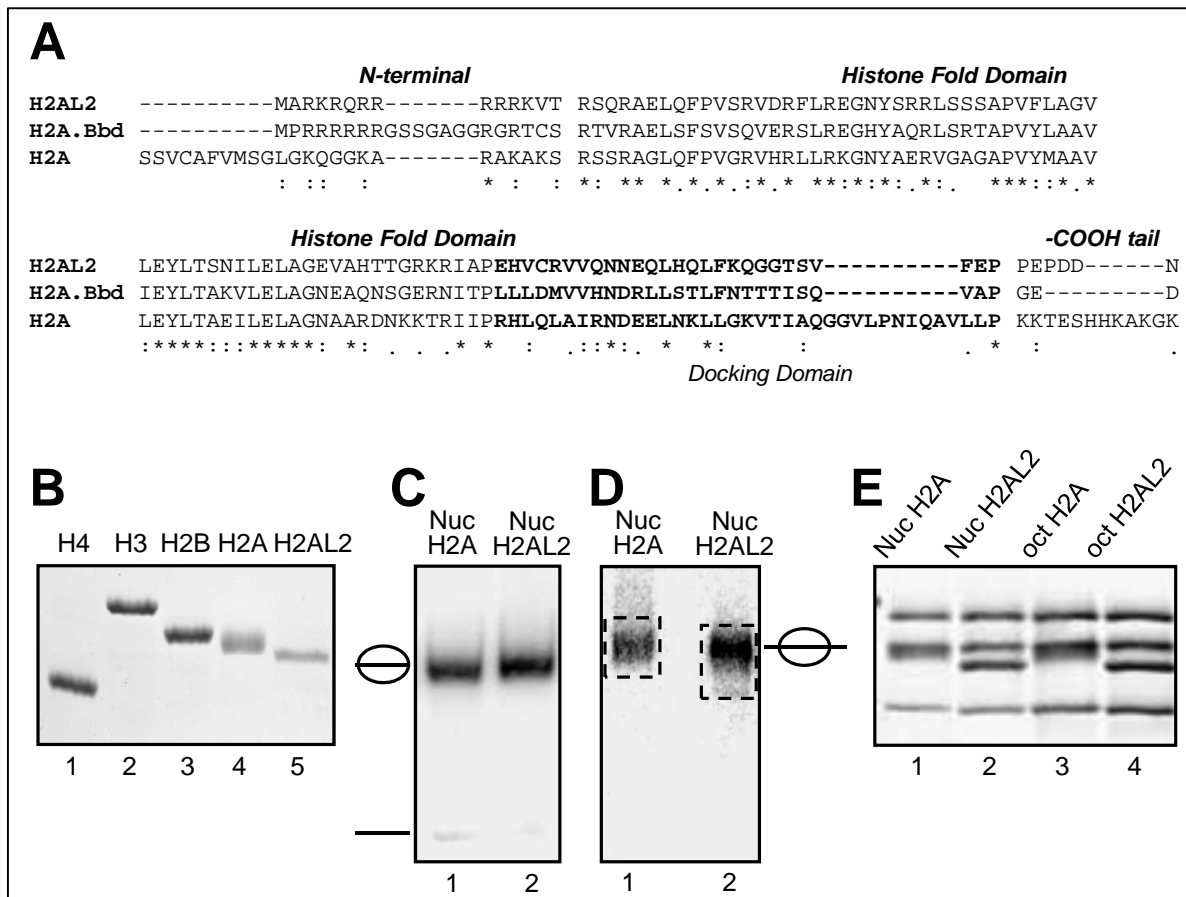 A
N-terminal Histone Fold Domain
H2AL2 ----------MARKRQRR-------RRRKVT RSQRAELQFPVSRVDRFLREGNYSRRLSSSAPVFLAGV
H2A.Bbd ----------MPRRRRRRGSSGAGGRGRTCS RTVRAELSFSVSQVERSLREGHYAQRLSRTAPVYLAAV
H2A SSVCAFVMSGLGKQGGKA-------RAKAKS RSSRAGLQFPVGRVHRLLRKGNYAERVGAGAPVYMAAV
: :: : * : : *:** **.*.*.:*.* **:*:*:. ***::*.*
Histone Fold Domain -COOH tail
H2AL2 LEYLTSNILELAGEVAHTTGRKRIAPEHVCRVVQNNEQLHQLFKQGGTSV-----------FEP PEPDD------N
H2A.Bbd IEYLTAKVLELAGNEAQNSGERNITPLLLDMVVHNDRLLSTLFNTTTISQ-----------VAP GE---------D
H2A LEYLTAEILELAGNAARDNKKTRIIPRHLQLAIRNDEELNKLLGKVTIAQGGVLPNIQAVLLPP KKTESHHKAKGK
:****::*****: *: . . .* * : .::*:. * *: : . * : .
Docking Domain
B
H4 H3 H2B H2A H2AL2
1 2 3 4 5
C
Nuc H2A
Nuc H2AL2
1 2
D
Nuc H2A
Nuc H2AL2
1 2
E
Nuc H2A
Nuc H2AL2
oct H2A
oct H2AL2
1 2 3 4